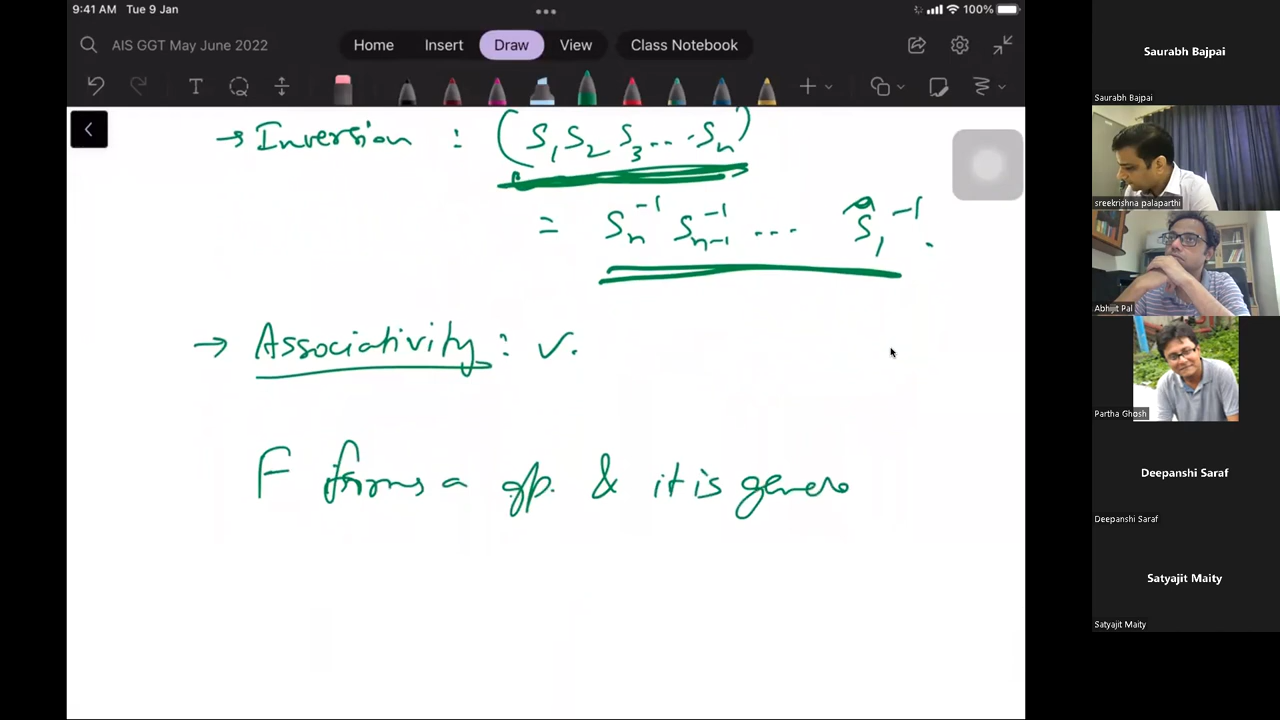 9:41 AM Tue 9 Jan
100%
AIS GGT May June 2022
Home Insert Draw View Class Notebook
→ Inversion : (S₁ S₂ S₃ ... Sₙ)
= Sₙ⁻¹ Sₙ₋₁⁻¹ ... S₁⁻¹.
→ Associativity : ✓.
F forms a gp. & it is genera
Saurabh Bajpai
Saurabh Bajpai
sreekrishna palaparthi
Abhijit Pal
Partha Ghosh
Deepanshi Saraf
Deepanshi Saraf
Satyajit Maity
Satyajit Maity